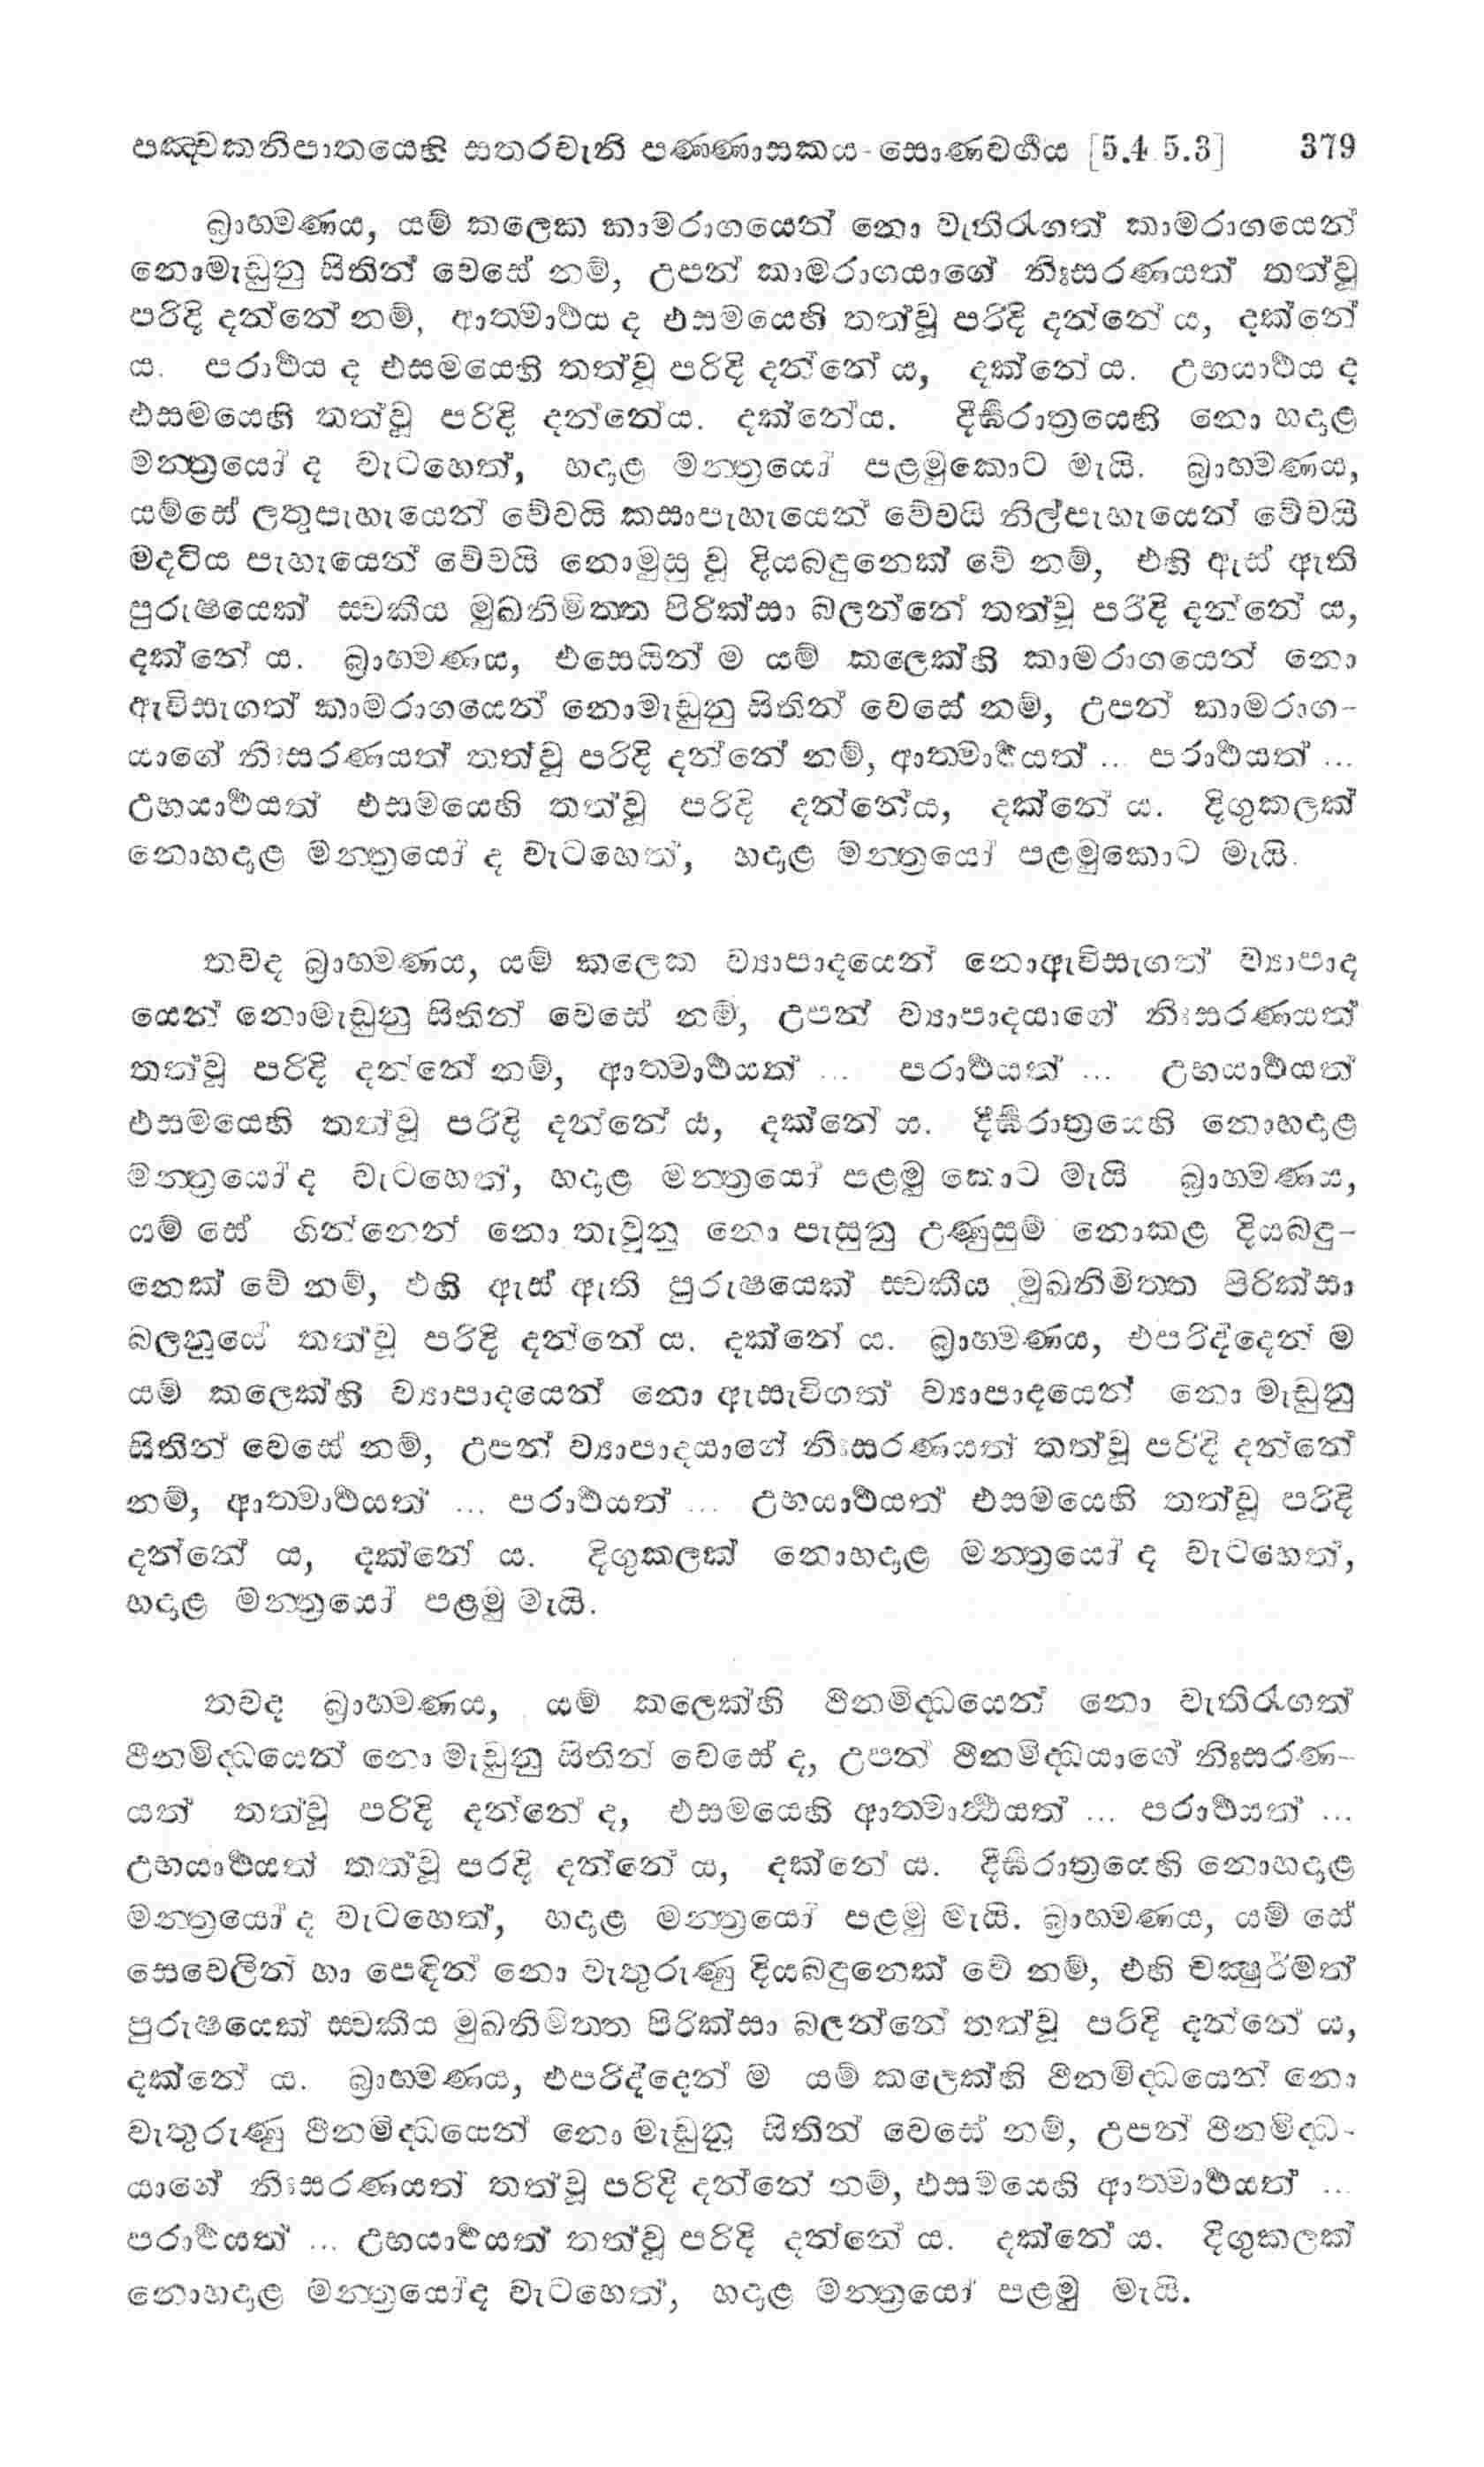 පඤ්චකනිපාතයෙහි සතරවැනි පණ්ණාසකය-සොණවර්ගය [5.4 5.3] 379
බ්‍රාහ්මණය, යම් කලෙක කාමරාගයෙන් නො වැතිරගත් කාමරාගයෙන්
නොමැඩුනු සිතින් වෙසේ නම්, උපන් කාමරාගයාගේ නිඃසරණයත් තත්වූ
පරිදි දන්නේ නම්, ආත්මාර්ථය ද එසමයෙහි තත්වූ පරිදි දන්නේ ය, දක්නේ
ය. පරාර්ථය ද එසමයෙහි තත්වූ පරිදි දන්නේ ය, දක්නේ ය. උභයාර්ථය ද
එසමයෙහි තත්වූ පරිදි දන්නේය. දක්නේය. දීර්ඝරාත්‍රයෙහි නො හදාළ
මන්ත්‍රයෝ ද වැටහෙත්, හදාළ මන්ත්‍රයෝ පළමුකොට මැයි. බ්‍රාහ්මණය,
යම්සේ ලතුපැහැයෙන් වේවයි කසාපැහැයෙන් වේවයි නිල්පැහැයෙන් වේවයි
මදටිය පැහැයෙන් වේවයි නොමුසු වූ දියබඳුනෙක් වේ නම්, එහි ඇස් ඇති
පුරුෂයෙක් ස්වකීය මුඛනිමිත්ත පිරික්සා බලන්නේ තත්වූ පරිදි දන්නේ ය,
දක්නේ ය. බ්‍රාහ්මණය, එසෙයින් ම යම් කලෙක්හි කාමරාගයෙන් නො
ඇවිසැගත් කාමරාගයෙන් නොමැඩුනු සිතින් වෙසේ නම්, උපන් කාමරාග-
යාගේ නිඃසරණයත් තත්වූ පරිදි දන්නේ නම්, ආත්මාර්ථයත් ... පරාර්ථයත් ...
උභයාර්ථයත් එසමයෙහි තත්වූ පරිදි දන්නේය, දක්නේ ය. දිගුකලක්
නොහදාළ මන්ත්‍රයෝ ද වැටහෙත්, හදාළ මන්ත්‍රයෝ පළමුකොට මැයි.
තවද බ්‍රාහ්මණය, යම් කලෙක ව්‍යාපාදයෙන් නොඇවිසැගත් ව්‍යාපාද
යෙන් නොමැඩුනු සිතින් වෙසේ නම්, උපන් ව්‍යාපාදයාගේ නිඃසරණයත්
තත්වූ පරිදි දන්නේ නම්, ආත්මාර්ථයත් ... පරාර්ථයත් ... උභයාර්ථයත්
එසමයෙහි තත්වූ පරිදි දන්නේ ය, දක්නේ ය. දීර්ඝරාත්‍රයෙහි නොහදාළ
මන්ත්‍රයෝ ද වැටහෙත්, හදාළ මන්ත්‍රයෝ පළමු කොට මැයි බ්‍රාහ්මණය,
යම් සේ ගින්නෙන් නො තැවුනු නො පැසුනු උණුසුම් නොකළ දියබඳු-
නෙක් වේ නම්, එහි ඇස් ඇති පුරුෂයෙක් ස්වකීය මුඛනිමිත්ත පිරික්සා
බලනුයේ තත්වූ පරිදි දන්නේ ය. දක්නේ ය. බ්‍රාහ්මණය, එපරිද්දෙන් ම
යම් කලෙක්හි ව්‍යාපාදයෙන් නො ඇසැවිගත් ව්‍යාපාදයෙන් නො මැඩුනු
සිතින් වෙසේ නම්, උපන් ව්‍යාපාදයාගේ නිඃසරණයත් තත්වූ පරිදි දන්නේ
නම්, ආත්මාර්ථයත් ... පරාර්ථයත් ... උභයාර්ථයත් එසමයෙහි තත්වූ පරිදි
දන්නේ ය, දක්නේ ය. දිගුකලක් නොහදාළ මන්ත්‍රයෝ ද වැටහෙත්,
හදාළ මන්ත්‍රයෝ පළමු මැයි.
තවද බ්‍රාහ්මණය, යම් කලෙක්හි ථීනමිද්ධයෙන් නො වැතිරගත්
ථීනමිද්ධයෙන් නො මැඩුනු සිතින් වෙසේ ද, උපන් ථීනමිද්ධයාගේ නිඃසරණ-
යත් තත්වූ පරිදි දන්නේ ද, එසමයෙහි ආත්මාර්ථයත් ... පරාර්ථයත් ...
උභයාර්ථයත් තත්වූ පරදි දන්නේ ය, දක්නේ ය. දීර්ඝරාත්‍රයෙහි නොහදාළ
මන්ත්‍රයෝ ද වැටහෙත්, හදාළ මන්ත්‍රයෝ පළමු මැයි. බ්‍රාහ්මණය, යම් සේ
සෙවෙලින් හා පෙඳින් නො වැතුරුණු දියබඳුනෙක් වේ නම්, එහි චක්‍ෂුර්මත්
පුරුෂයෙක් ස්වකීය මුඛනිමිත්ත පිරික්සා බලන්නේ තත්වූ පරිදි දන්නේ ය,
දක්නේ ය. බ්‍රාහ්මණය, එපරිද්දෙන් ම යම් කලෙක්හි ථීනමිද්ධයෙන් නො
වැතුරුණු ථීනමිද්ධයෙන් නො මැඩුනු සිතින් වෙසේ නම්, උපන් ථීනමිද්ධ-
යාගේ නිඃසරණයත් තත්වූ පරිදි දන්නේ නම්, එසමයෙහි ආත්මාර්ථයත් ...
පරාර්ථයත් ... උභයාර්ථයත් තත්වූ පරිදි දන්නේ ය. දක්නේ ය. දිගුකලක්
නොහදාළ මන්ත්‍රයෝද වැටහෙත්, හදාළ මන්ත්‍රයෝ පළමු මැයි.